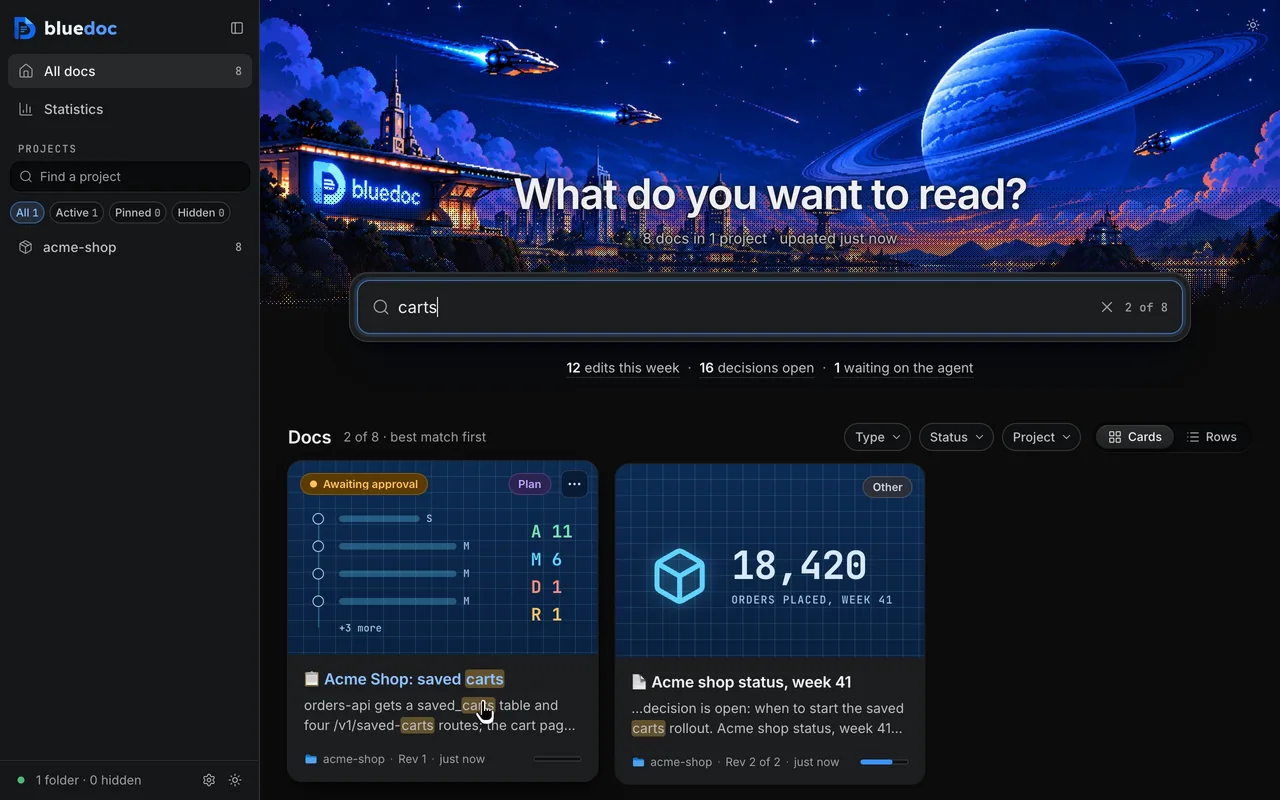 bluedoc
All docs 8
Statistics
PROJECTS
Find a project
All 1 Active 1 Pinned 0 Hidden 0
acme-shop 8
1 folder · 0 hidden
bluedoc
What do you want to read?
8 docs in 1 project · updated just now
carts 2 of 8
12 edits this week · 16 decisions open · 1 waiting on the agent
Docs 2 of 8 · best match first
Type Status Project Cards Rows
Awaiting approval Plan
S
M
M
M
+3 more
A 11
M 6
D 1
R 1
Acme Shop: saved carts
orders-api gets a saved_carts table and
four /v1/saved-carts routes; the cart pag...
acme-shop · Rev 1 · just now
Other
18,420
ORDERS PLACED, WEEK 41
Acme shop status, week 41
...decision is open: when to start the saved
carts rollout. Acme shop status, week 41...
acme-shop · Rev 2 of 2 · just now